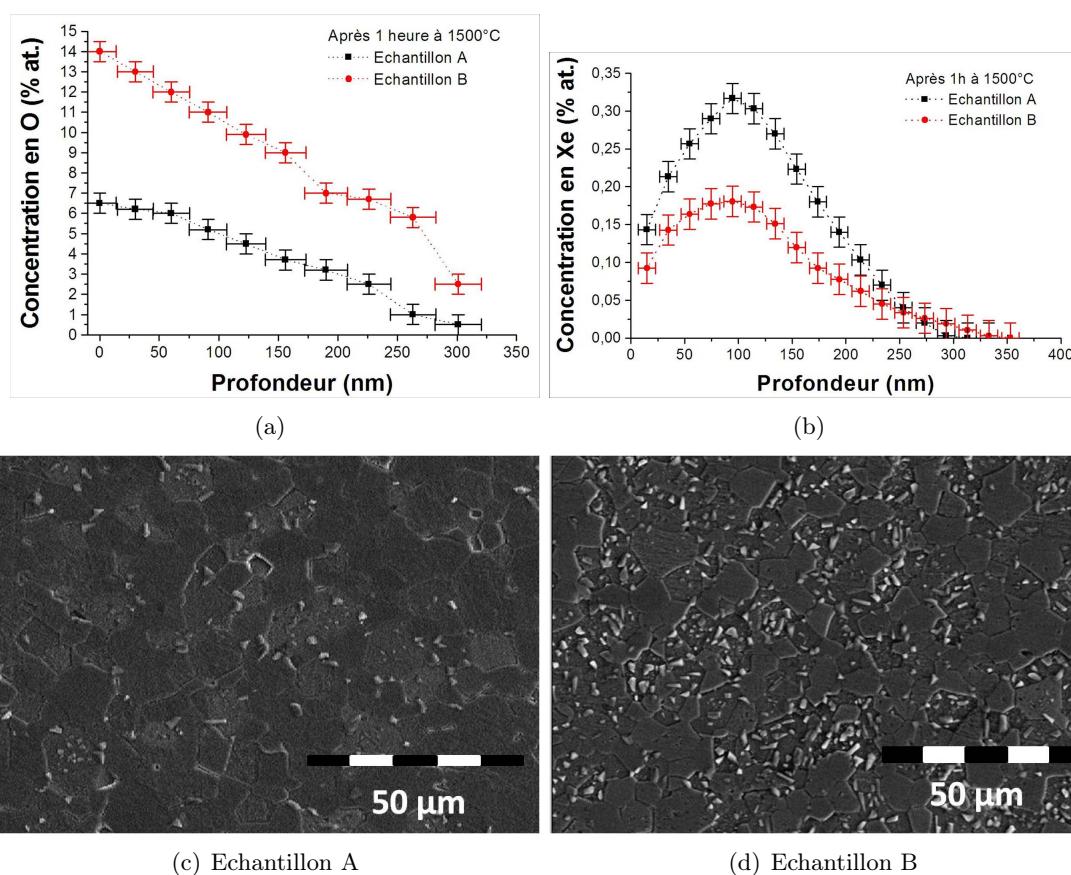 15
14
13
12
11
10
9
8
7
6
5
4
3
2
1
0
Concentration en O (% at.)
Après 1 heure à 1500°C
Echantillon A
Echantillon B
0 50 100 150 200 250 300 350
Profondeur (nm)
(a)
0,35
0,30
0,25
0,20
0,15
0,10
0,05
0,00
Concentration en Xe (% at.)
Après 1h à 1500°C
Echantillon A
Echantillon B
0 50 100 150 200 250 300 350 400
Profondeur (nm)
(b)
50 µm
(c) Echantillon A
50 µm
(d) Echantillon B